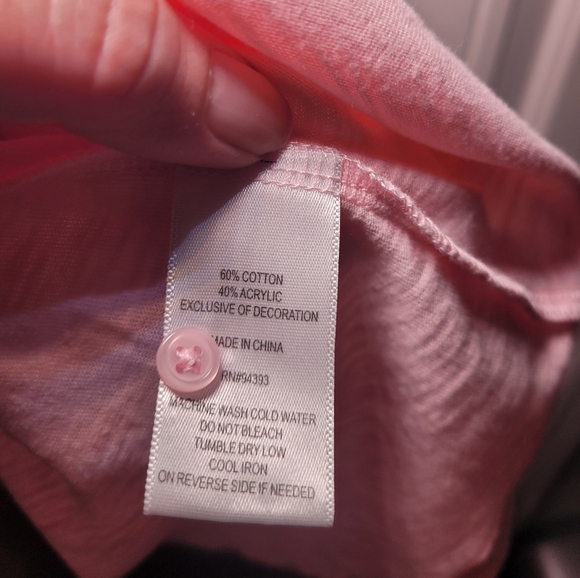 60% COTTON
40% ACRYLIC
EXCLUSIVE OF DECORATION
MADE IN CHINA
RN#94393
MACHINE WASH COLD WATER
DO NOT BLEACH
TUMBLE DRY LOW
COOL IRON
ON REVERSE SIDE IF NEEDED